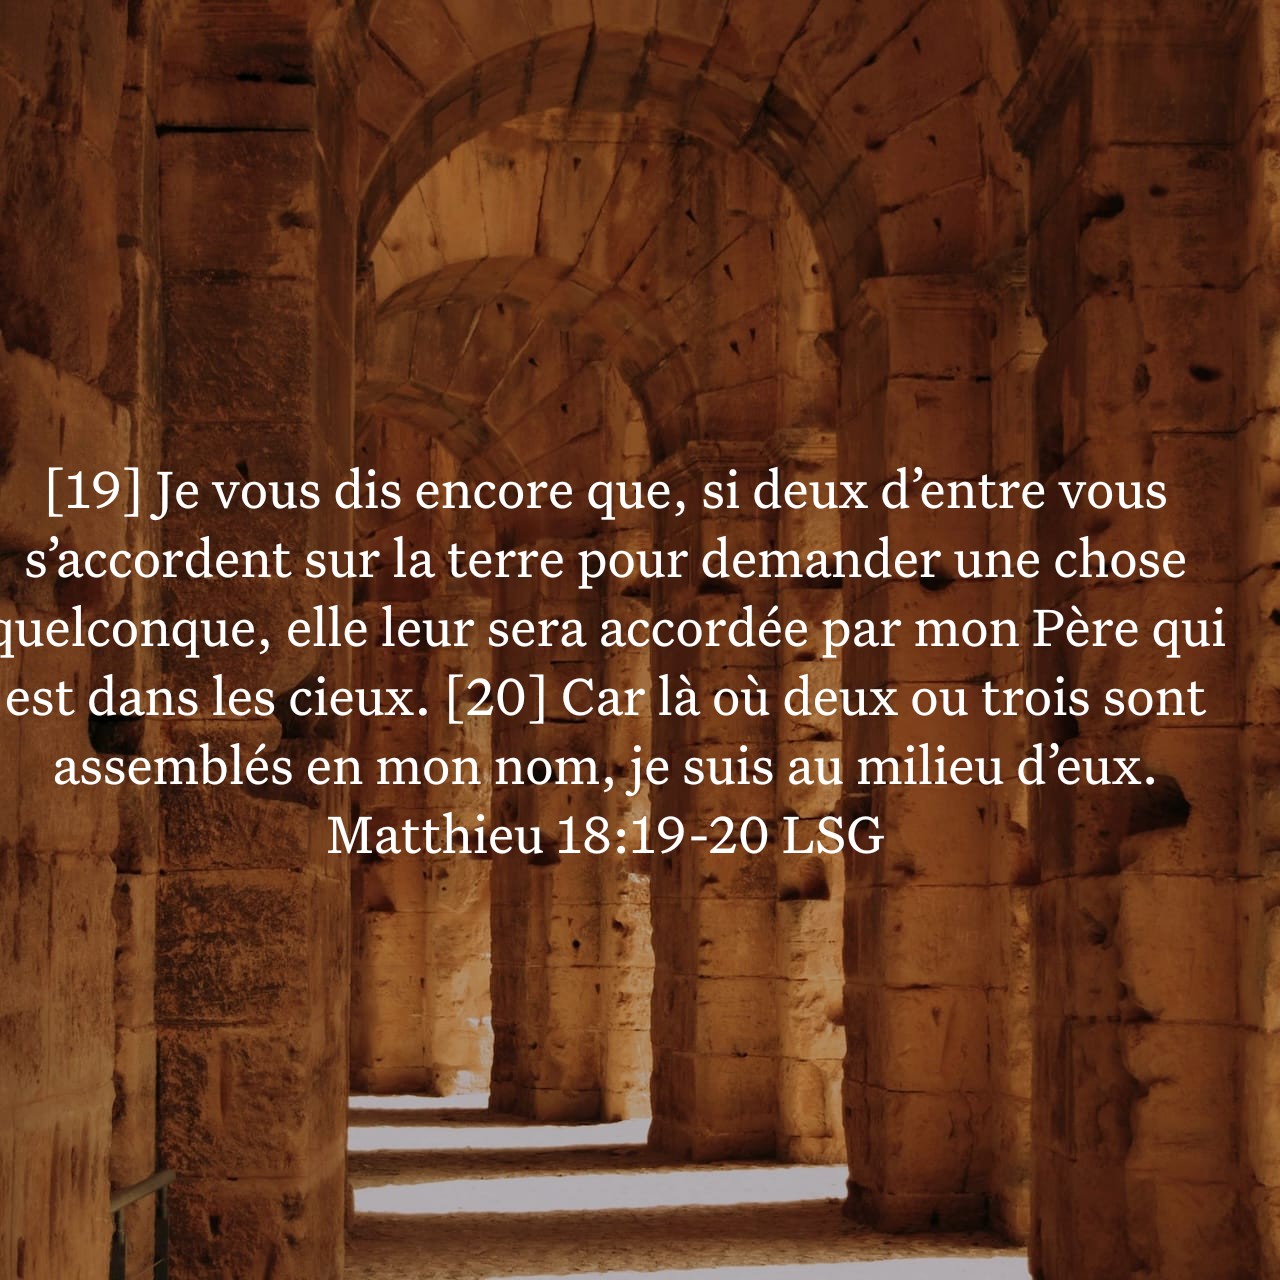 [19] Je vous dis encore que, si deux d’entre vous
s’accordent sur la terre pour demander une chose
quelconque, elle leur sera accordée par mon Père qui
est dans les cieux. [20] Car là où deux ou trois sont
assemblés en mon nom, je suis au milieu d’eux.
Matthieu 18:19-20 LSG